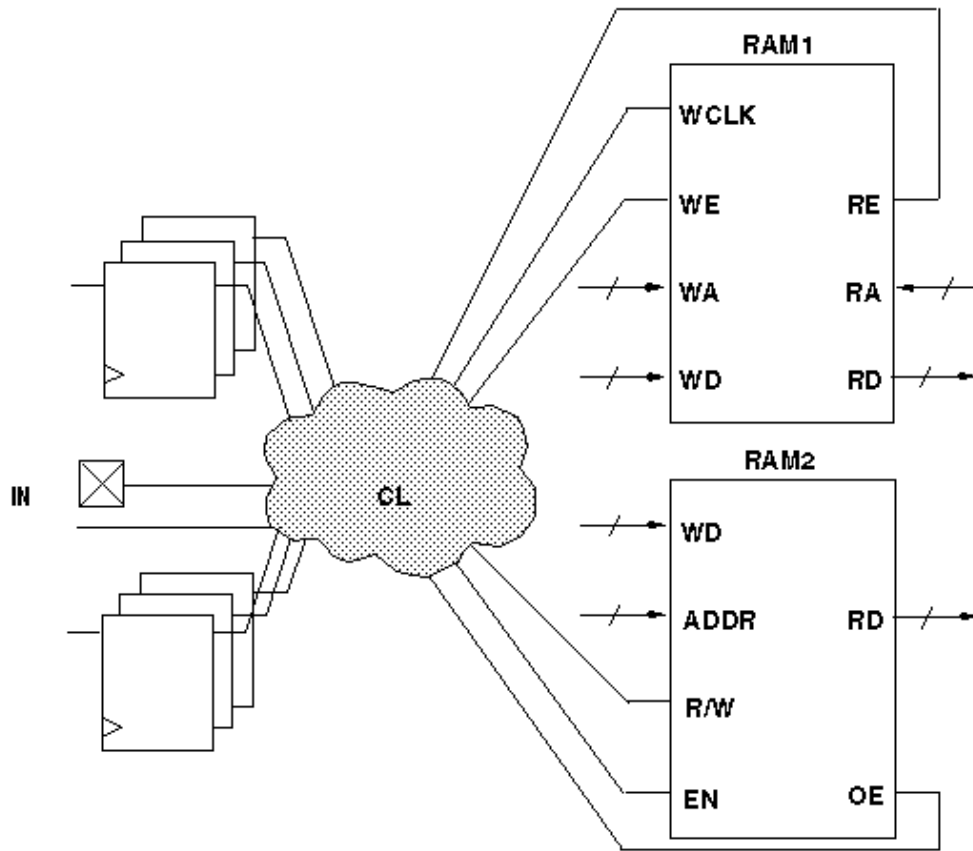 RAM1
WCLK
WE RE
WA RA
WD RD
IN
CL
RAM2
WD
ADDR RD
R/W
EN OE